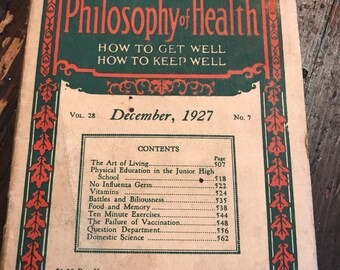 Philosophy of Health
HOW TO GET WELL
HOW TO KEEP WELL
VOL. 28 December, 1927 No. 7
CONTENTS
Page
The Art of Living 507
Physical Education in the Junior High
School 518
No Influenza Germ 522
Vitamins 524
Battles and Biliousness 535
Food and Memory 538
Ten Minute Exercises 544
The Failure of Vaccination 548
Question Department 556
Domestic Science 562